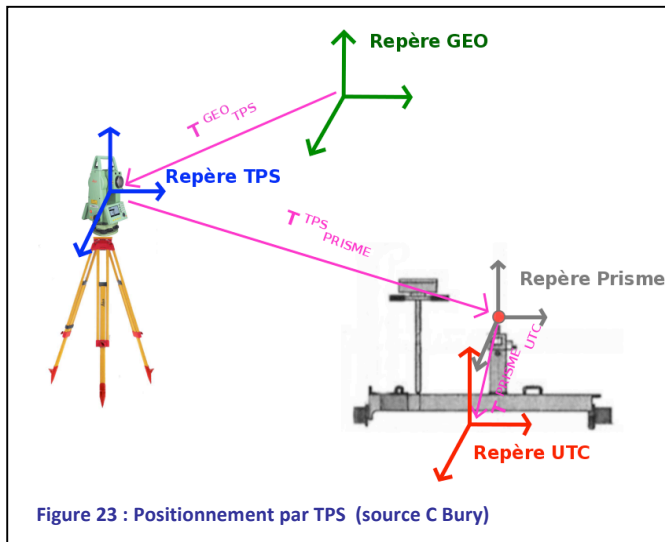 Repère GEO
T GEO TPS
Repère TPS
T TPS PRISME
Repère Prisme
T PRISME UTC
Repère UTC
Figure 23 : Positionnement par TPS (source C Bury)